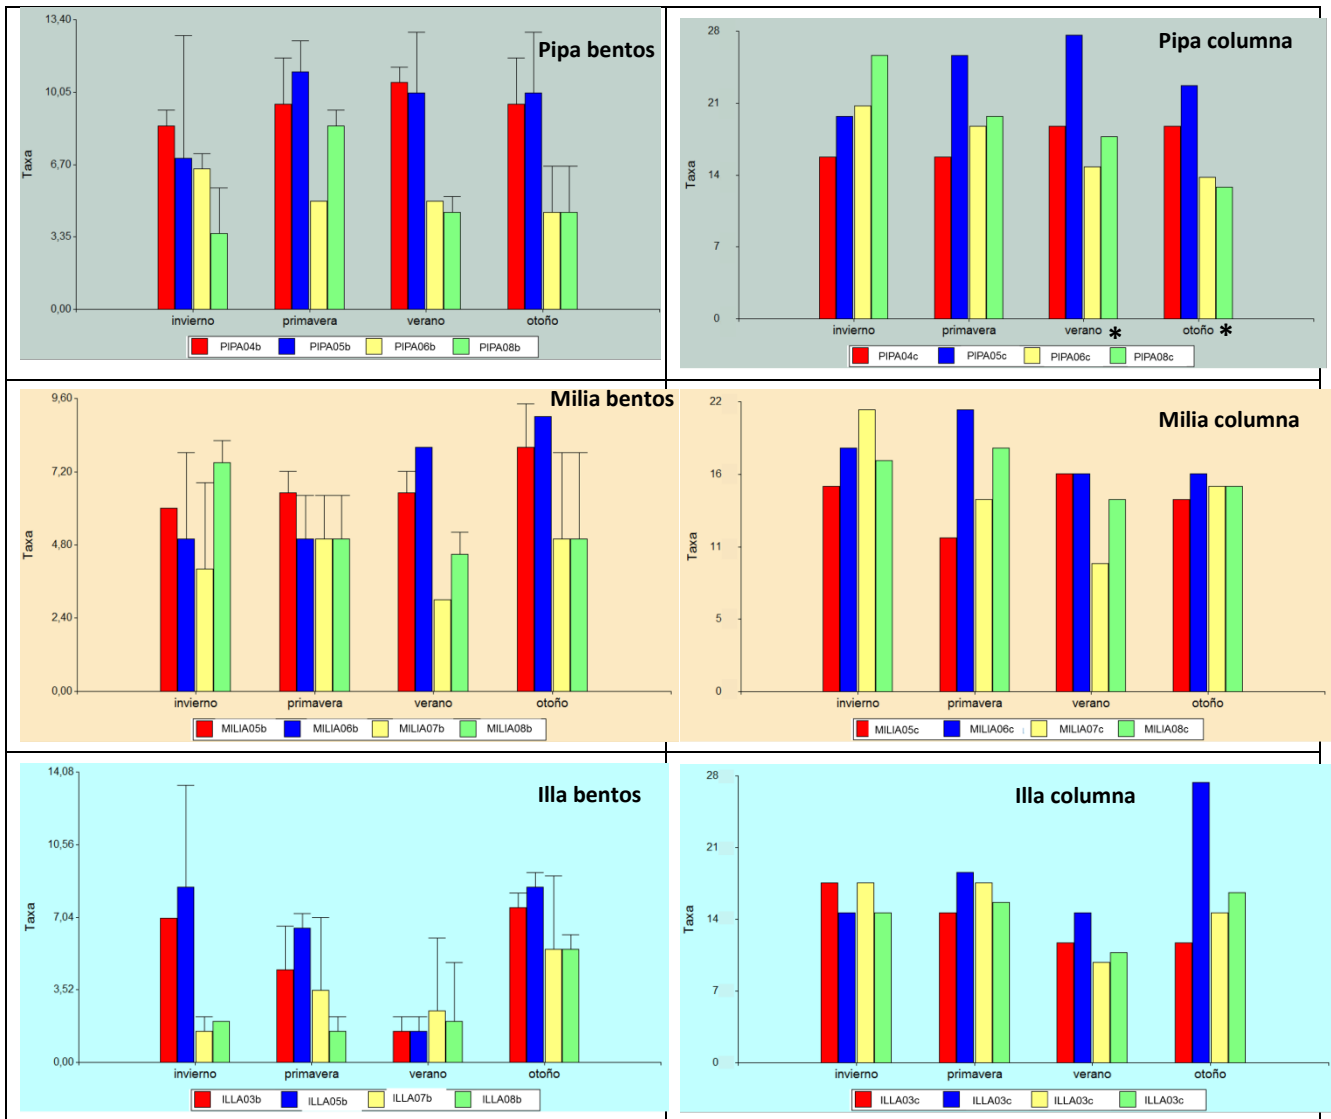 Pipa bentos
13,40
10,05
6,70
3,35
0,00
Taxa
invierno primavera verano otoño
PIPA04b PIPA05b PIPA06b PIPA08b
Pipa columna
28
21
14
7
0
Taxa
invierno primavera verano * otoño *
PIPA04c PIPA05c PIPA06c PIPA08c
Milia bentos
9,60
7,20
4,80
2,40
0,00
Taxa
invierno primavera verano otoño
MILIA05b MILIA06b MILIA07b MILIA08b
Milia columna
22
16
11
5
0
Taxa
invierno primavera verano otoño
MILIA05c MILIA06c MILIA07c MILIA08c
Illa bentos
14,08
10,56
7,04
3,52
0,00
Taxa
invierno primavera verano otoño
ILLA03b ILLA05b ILLA07b ILLA08b
Illa columna
28
21
14
7
0
Taxa
invierno primavera verano otoño
ILLA03c ILLA03c ILLA03c ILLA03c